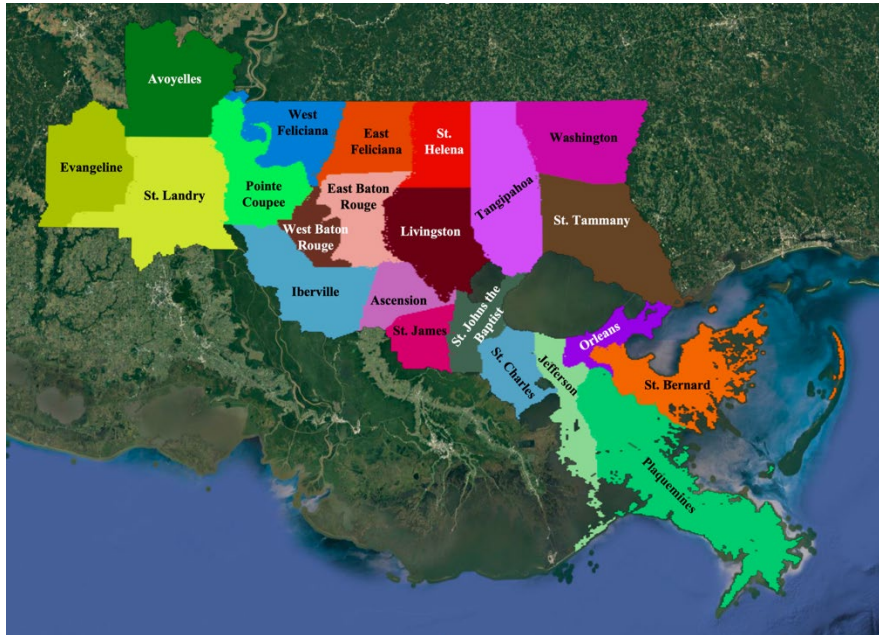 Avoyelles
West
Feliciana
East
Feliciana
St.
Helena
Washington
Evangeline
St. Landry
Pointe
Coupee
East Baton
Rouge
Tangipahoa
St. Tammany
West Baton
Rouge
Livingston
Iberville
Ascension
St. James
St. Johns the
Baptist
St. Charles
Jefferson
Orleans
St. Bernard
Plaquemines